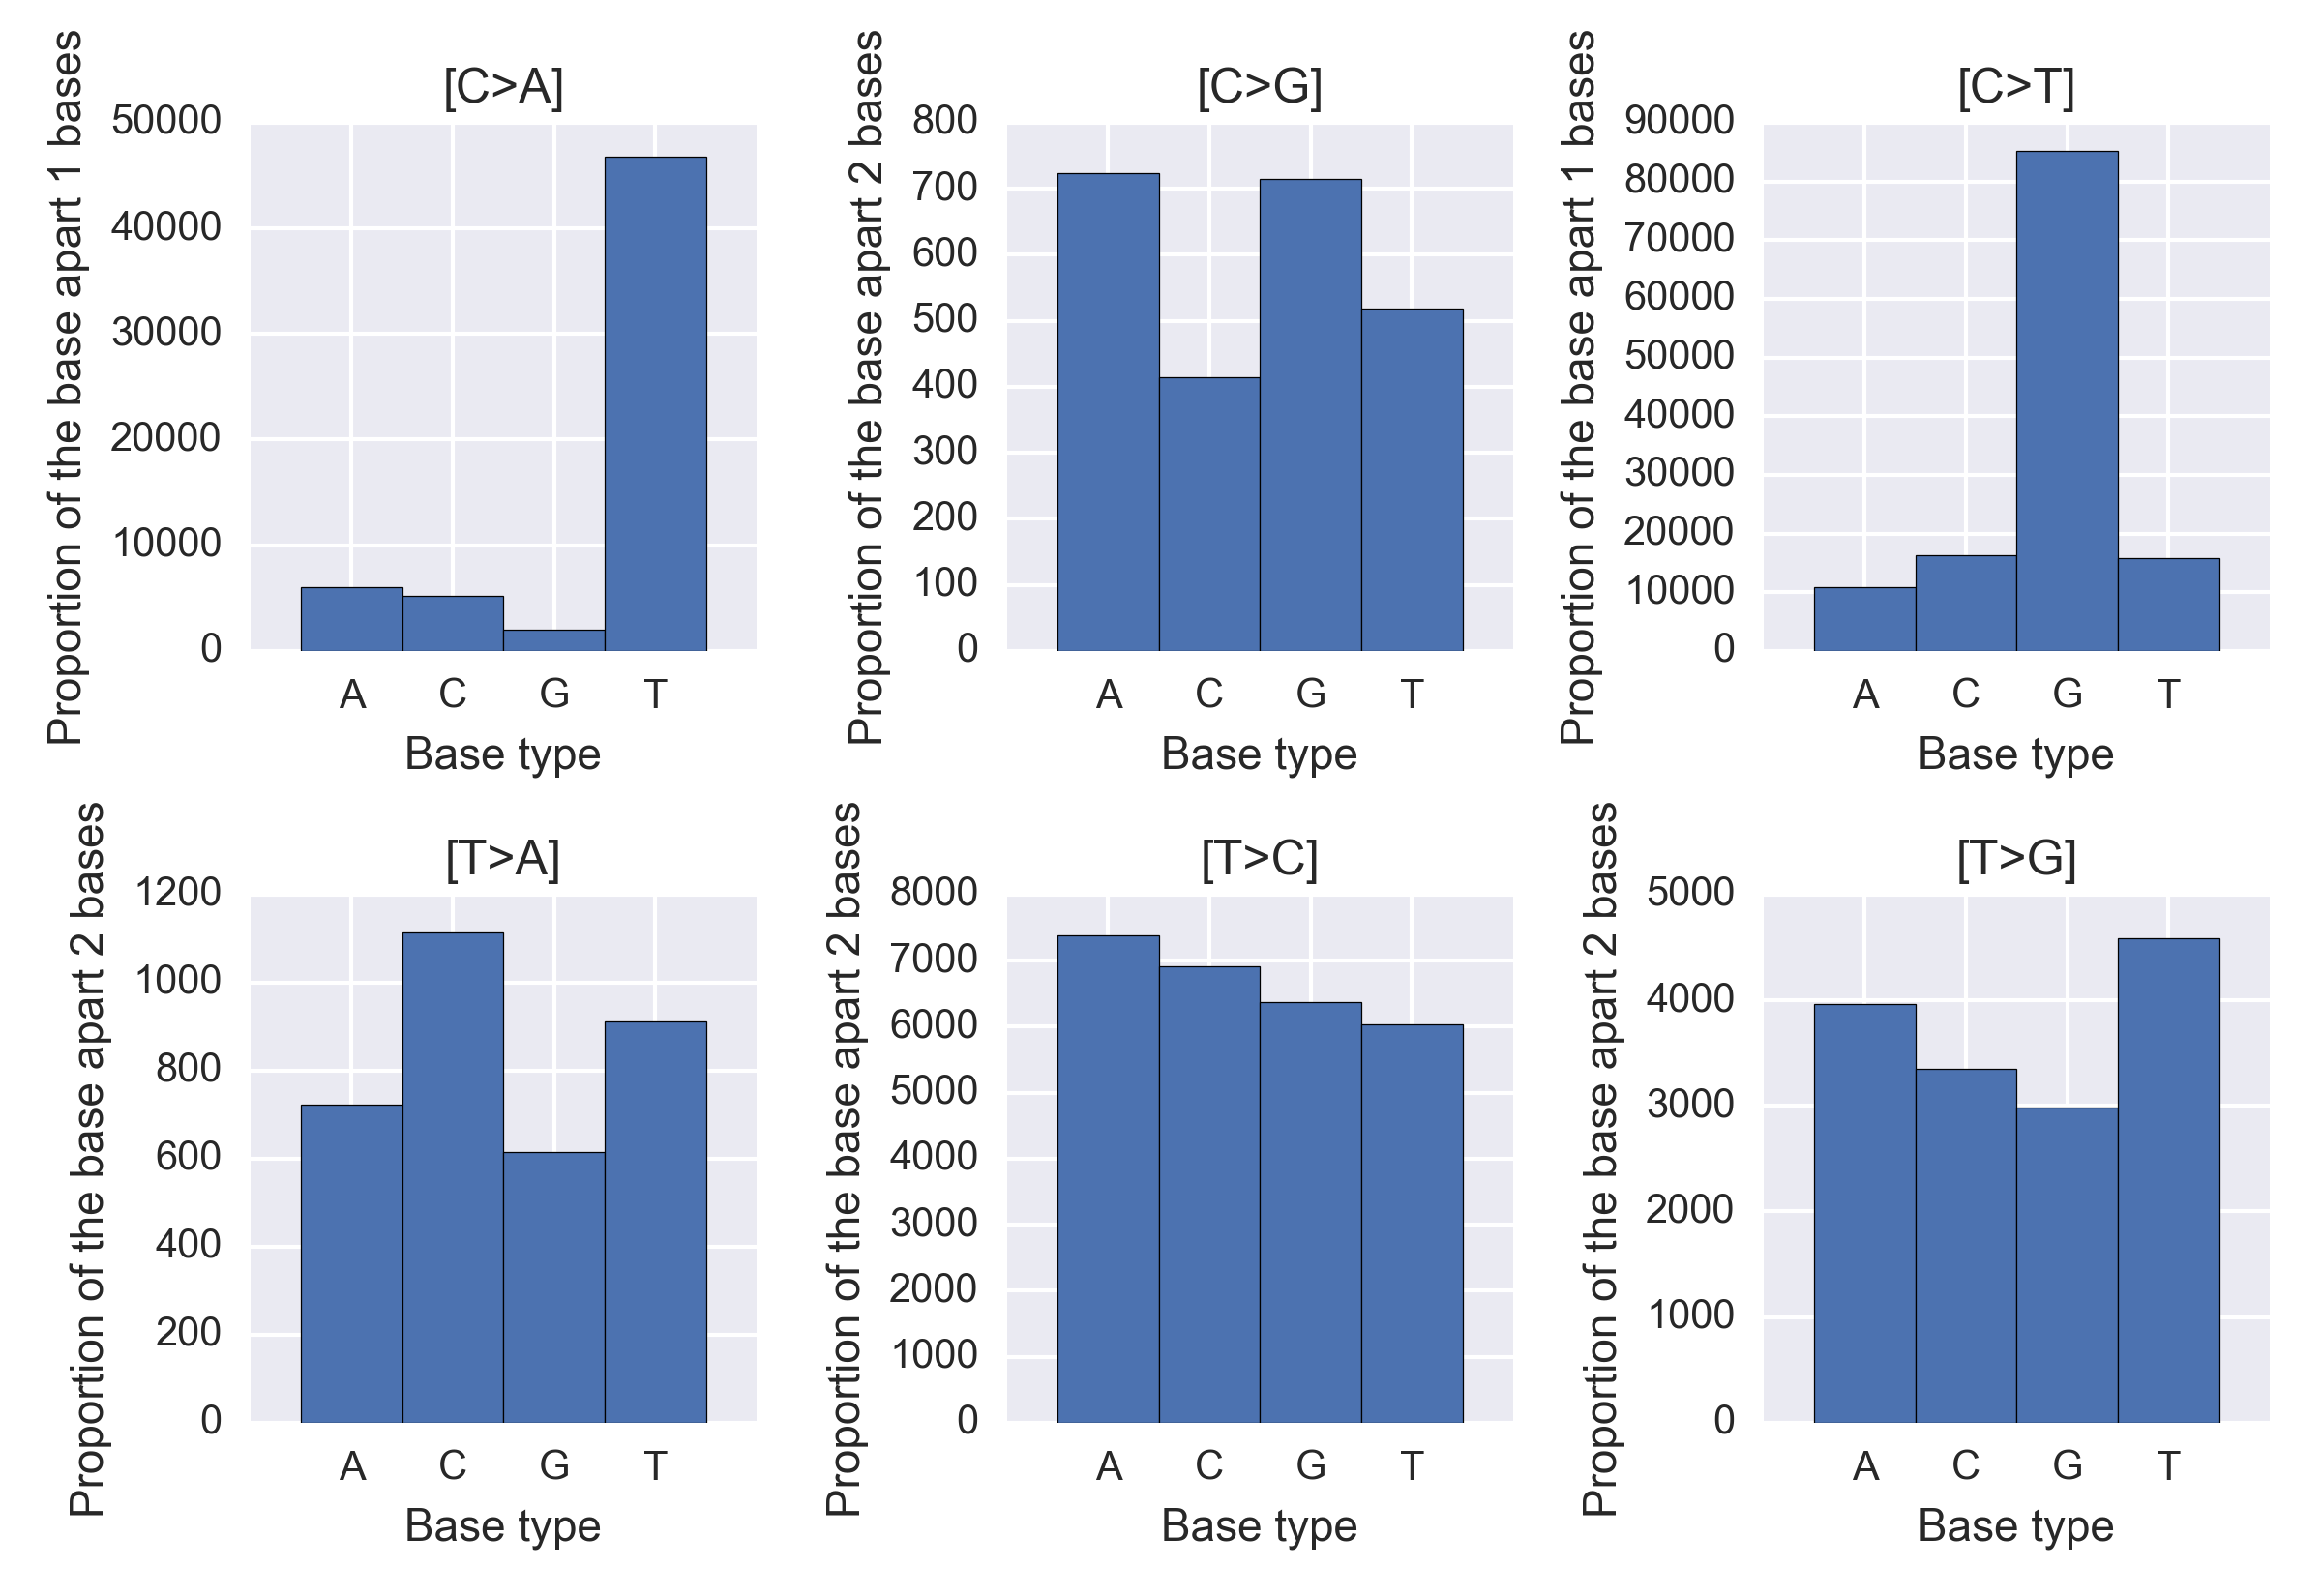 [C>A]
Proportion of the base apart 1 bases
50000
40000
30000
20000
10000
0
A C G T
Base type
[C>G]
Proportion of the base apart 2 bases
800
700
600
500
400
300
200
100
0
A C G T
Base type
[C>T]
Proportion of the base apart 1 bases
90000
80000
70000
60000
50000
40000
30000
20000
10000
0
A C G T
Base type
[T>A]
Proportion of the base apart 2 bases
1200
1000
800
600
400
200
0
A C G T
Base type
[T>C]
Proportion of the base apart 2 bases
8000
7000
6000
5000
4000
3000
2000
1000
0
A C G T
Base type
[T>G]
Proportion of the base apart 2 bases
5000
4000
3000
2000
1000
0
A C G T
Base type